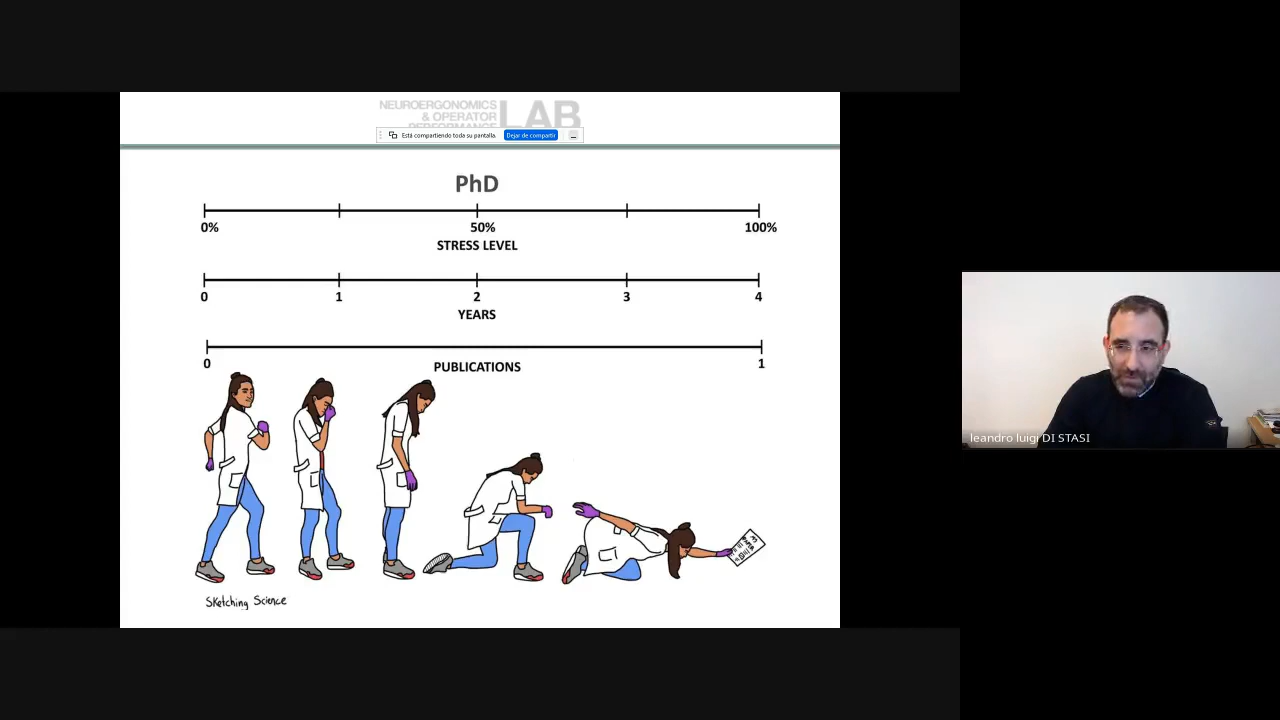 NEUROERGONOMICS
& OPERATOR
PERFORMANCE
LAB
Está compartiendo toda su pantalla.
Dejar de compartir
PhD
0% 50% 100%
STRESS LEVEL
0 1 2 3 4
YEARS
0 1
PUBLICATIONS
Sketching Science
leandro luigi DI STASI